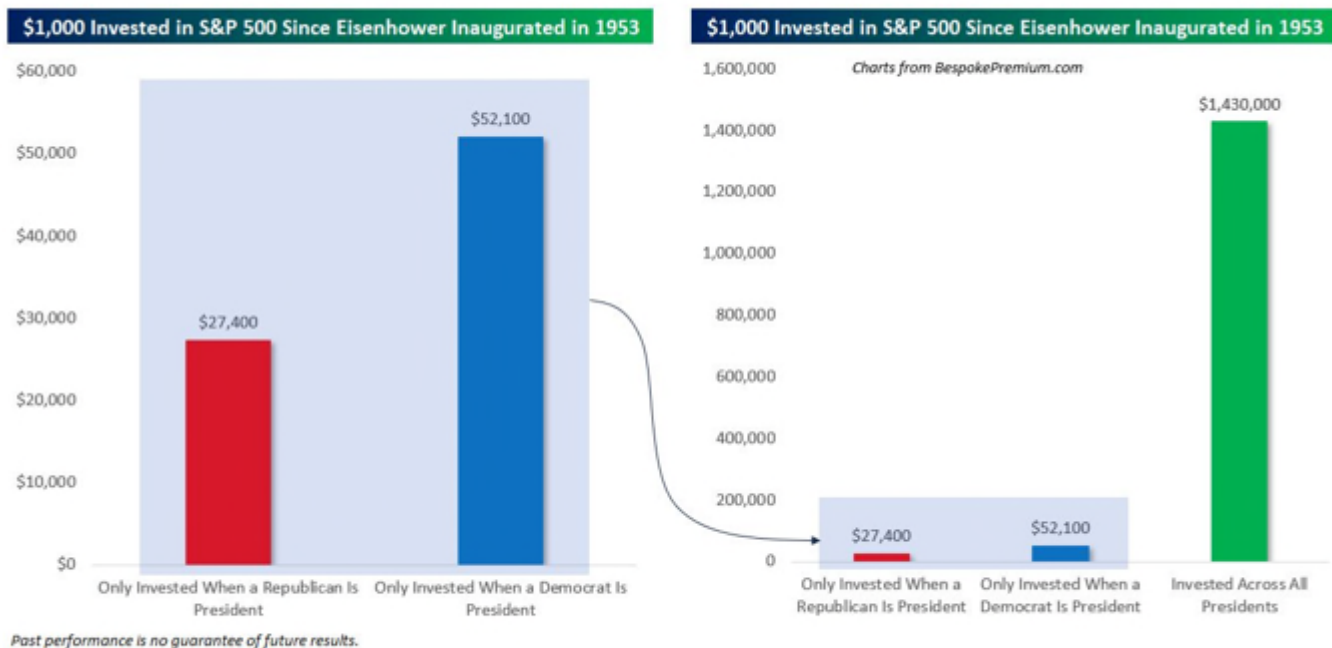 $1,000 Invested in S&P 500 Since Eisenhower Inaugurated in 1953
$60,000
$50,000
$40,000
$30,000
$20,000
$10,000
$0
$27,400
$52,100
Only Invested When a Republican Is
President
Only Invested When a Democrat Is
President
Past performance is no guarantee of future results.
$1,000 Invested in S&P 500 Since Eisenhower Inaugurated in 1953
Charts from BespokePremium.com
1,600,000
1,400,000
1,200,000
1,000,000
800,000
600,000
400,000
200,000
0
$27,400
$52,100
$1,430,000
Only Invested When a
Republican Is President
Only Invested When a
Democrat Is President
Invested Across All
Presidents